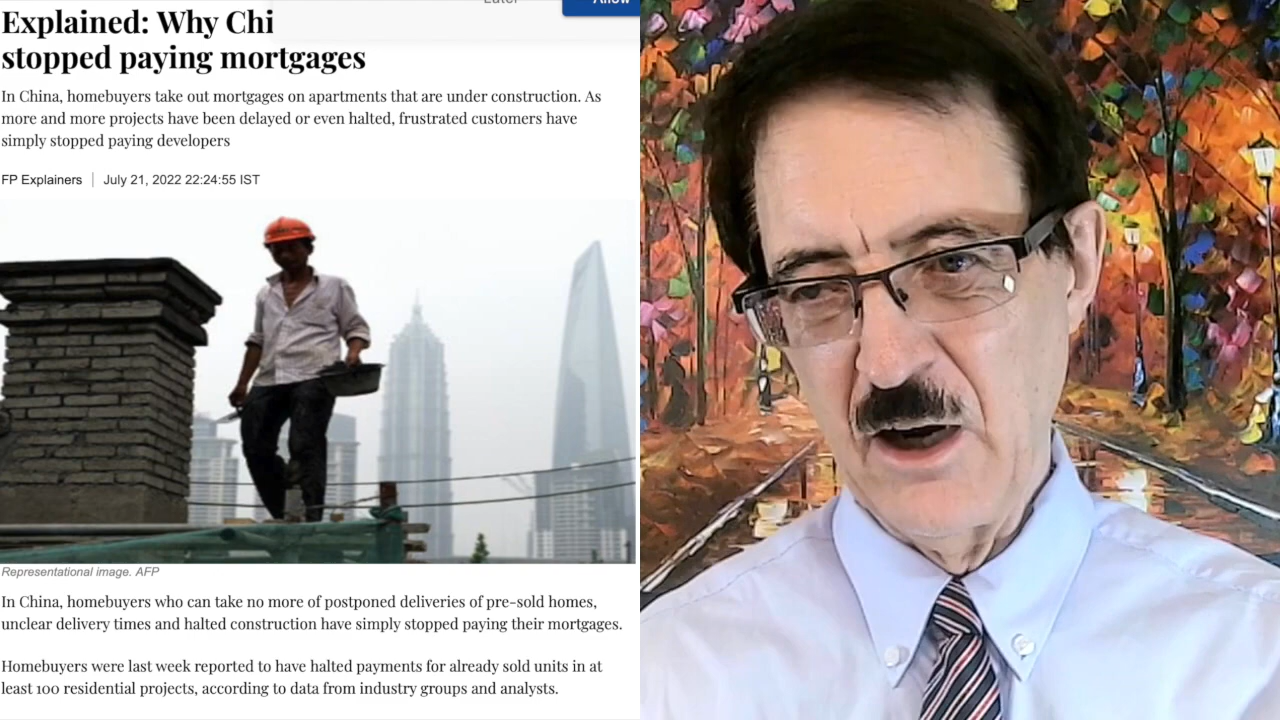 Later
Allow
Explained: Why Chi
stopped paying mortgages
In China, homebuyers take out mortgages on apartments that are under construction. As
more and more projects have been delayed or even halted, frustrated customers have
simply stopped paying developers
FP Explainers | July 21, 2022 22:24:55 IST
Representational image. AFP
In China, homebuyers who can take no more of postponed deliveries of pre-sold homes,
unclear delivery times and halted construction have simply stopped paying their mortgages.
Homebuyers were last week reported to have halted payments for already sold units in at
least 100 residential projects, according to data from industry groups and analysts.